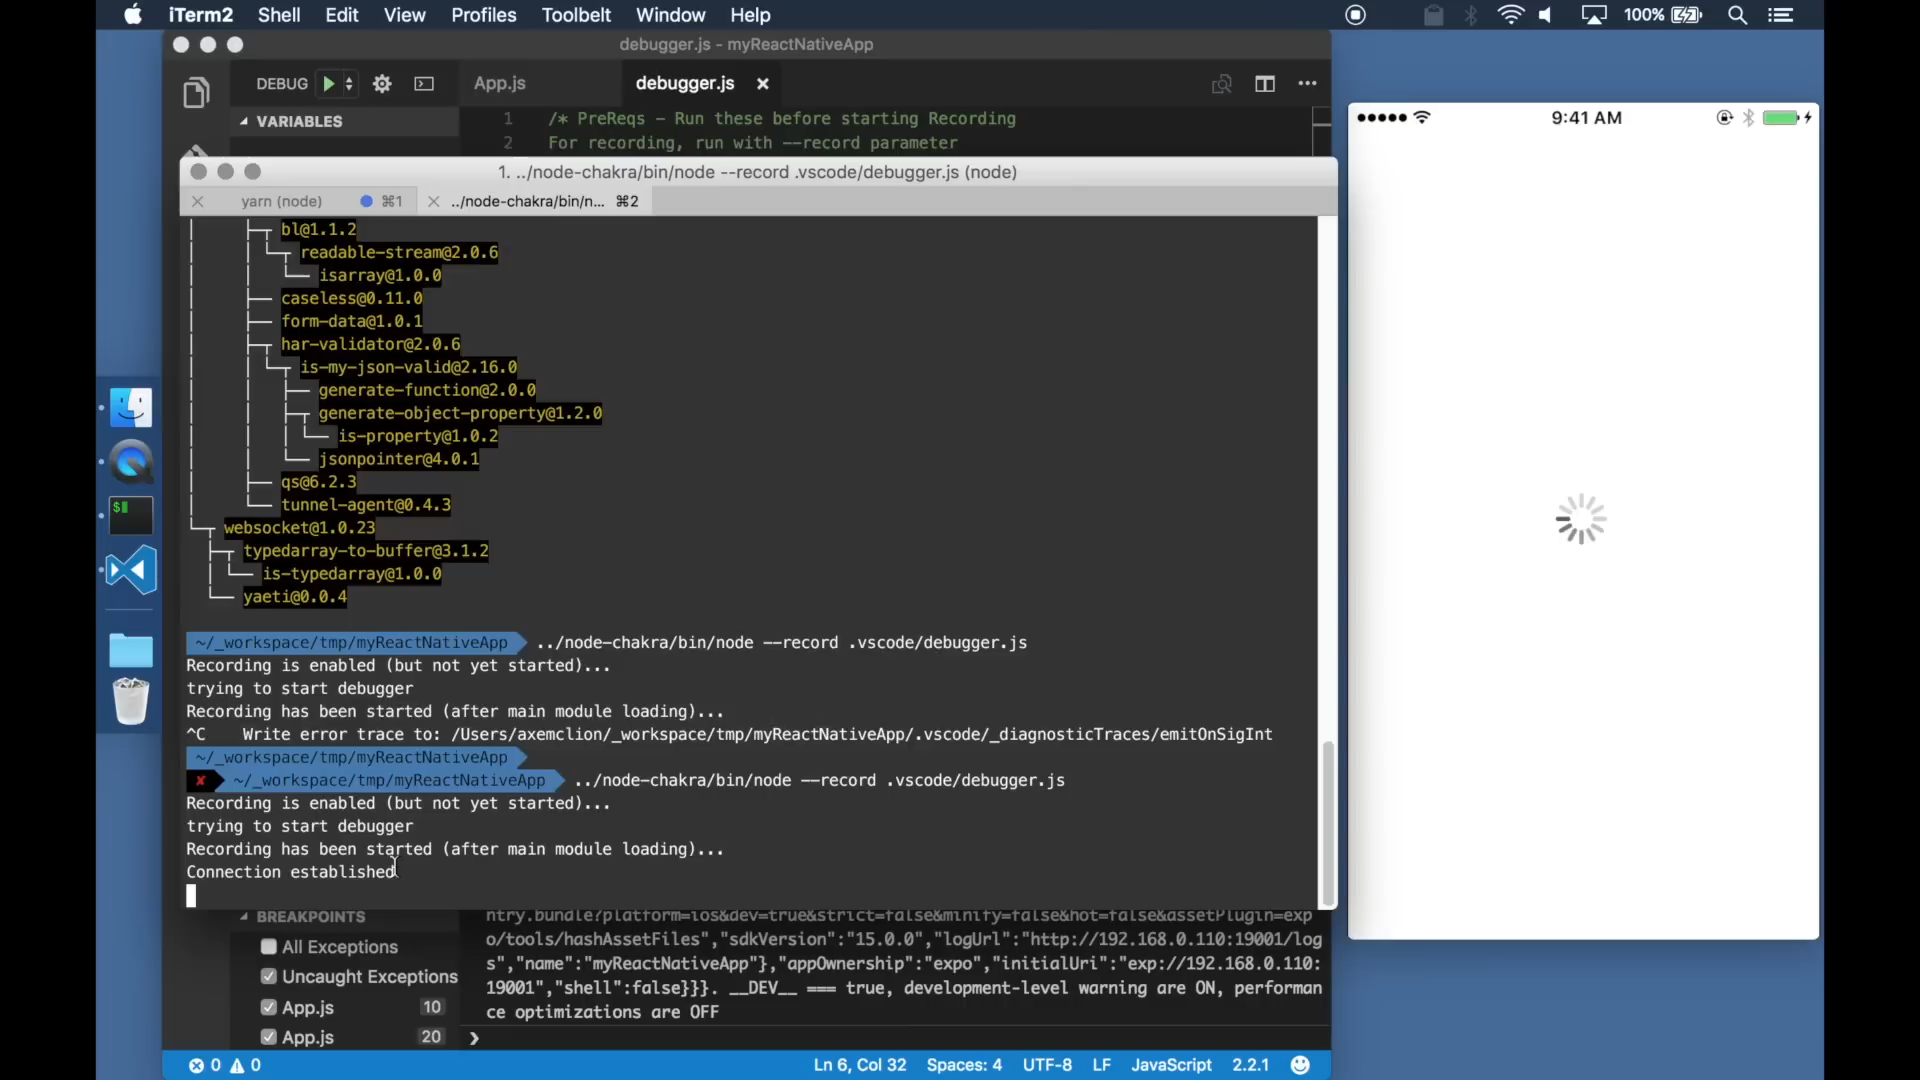 iTerm2 Shell Edit View Profiles Toolbelt Window Help 100%
debugger.js - myReactNativeApp
DEBUG App.js debugger.js
VARIABLES
1 /* PreReqs - Run these before starting Recording
2 For recording, run with --record parameter
1. ../node-chakra/bin/node --record .vscode/debugger.js (node)
yarn (node) ⌘1 ../node-chakra/bin/n... ⌘2
bl@1.1.2
readable-stream@2.0.6
isarray@1.0.0
caseless@0.11.0
form-data@1.0.1
har-validator@2.0.6
is-my-json-valid@2.16.0
generate-function@2.0.0
generate-object-property@1.2.0
is-property@1.0.2
jsonpointer@4.0.1
qs@6.2.3
tunnel-agent@0.4.3
websocket@1.0.23
typedarray-to-buffer@3.1.2
is-typedarray@1.0.0
yaeti@0.0.4
~/_workspace/tmp/myReactNativeApp ../node-chakra/bin/node --record .vscode/debugger.js
Recording is enabled (but not yet started)...
trying to start debugger
Recording has been started (after main module loading)...
^C Write error trace to: /Users/axemclion/_workspace/tmp/myReactNativeApp/.vscode/_diagnosticTraces/emitOnSigInt
~/_workspace/tmp/myReactNativeApp
✘ ~/_workspace/tmp/myReactNativeApp ../node-chakra/bin/node --record .vscode/debugger.js
Recording is enabled (but not yet started)...
trying to start debugger
Recording has been started (after main module loading)...
Connection established
BREAKPOINTS
All Exceptions
Uncaught Exceptions
App.js 10
App.js 20
ntry.bundle?platform=ios&dev=true&strict=false&minify=false&hot=false&assetPlugin=exp
o/tools/hashAssetFiles","sdkVersion":"15.0.0","logUrl":"http://192.168.0.110:19001/log
s","name":"myReactNativeApp"},"appOwnership":"expo","initialUri":"exp://192.168.0.110:
19001","shell":false}}}. __DEV__ === true, development-level warning are ON, performan
ce optimizations are OFF
❯
0 0 Ln 6, Col 32 Spaces: 4 UTF-8 LF JavaScript 2.2.1
9:41 AM
$